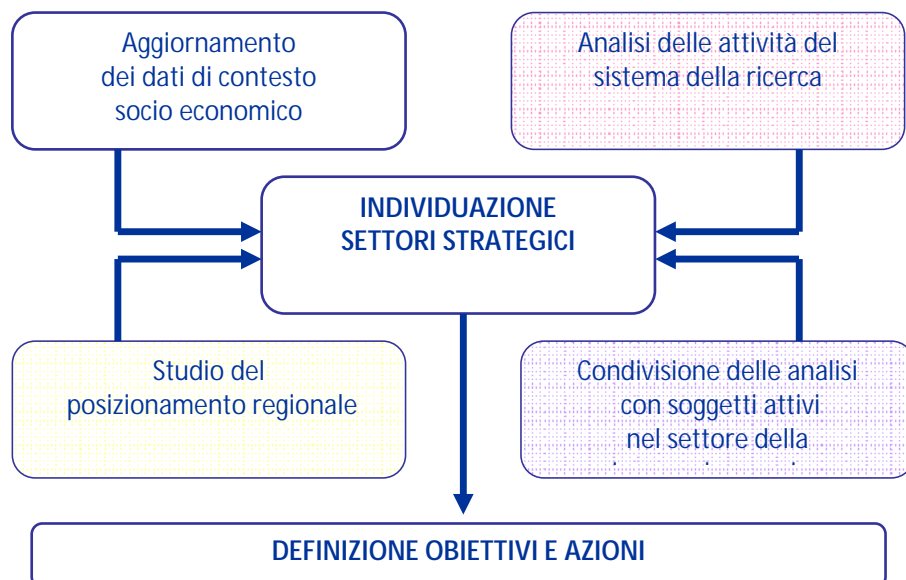 Aggiornamento
dei dati di contesto
socio economico
Analisi delle attività del
sistema della ricerca
INDIVIDUAZIONE
SETTORI STRATEGICI
Studio del
posizionamento regionale
Condivisione delle analisi
con soggetti attivi
nel settore della
DEFINIZIONE OBIETTIVI E AZIONI